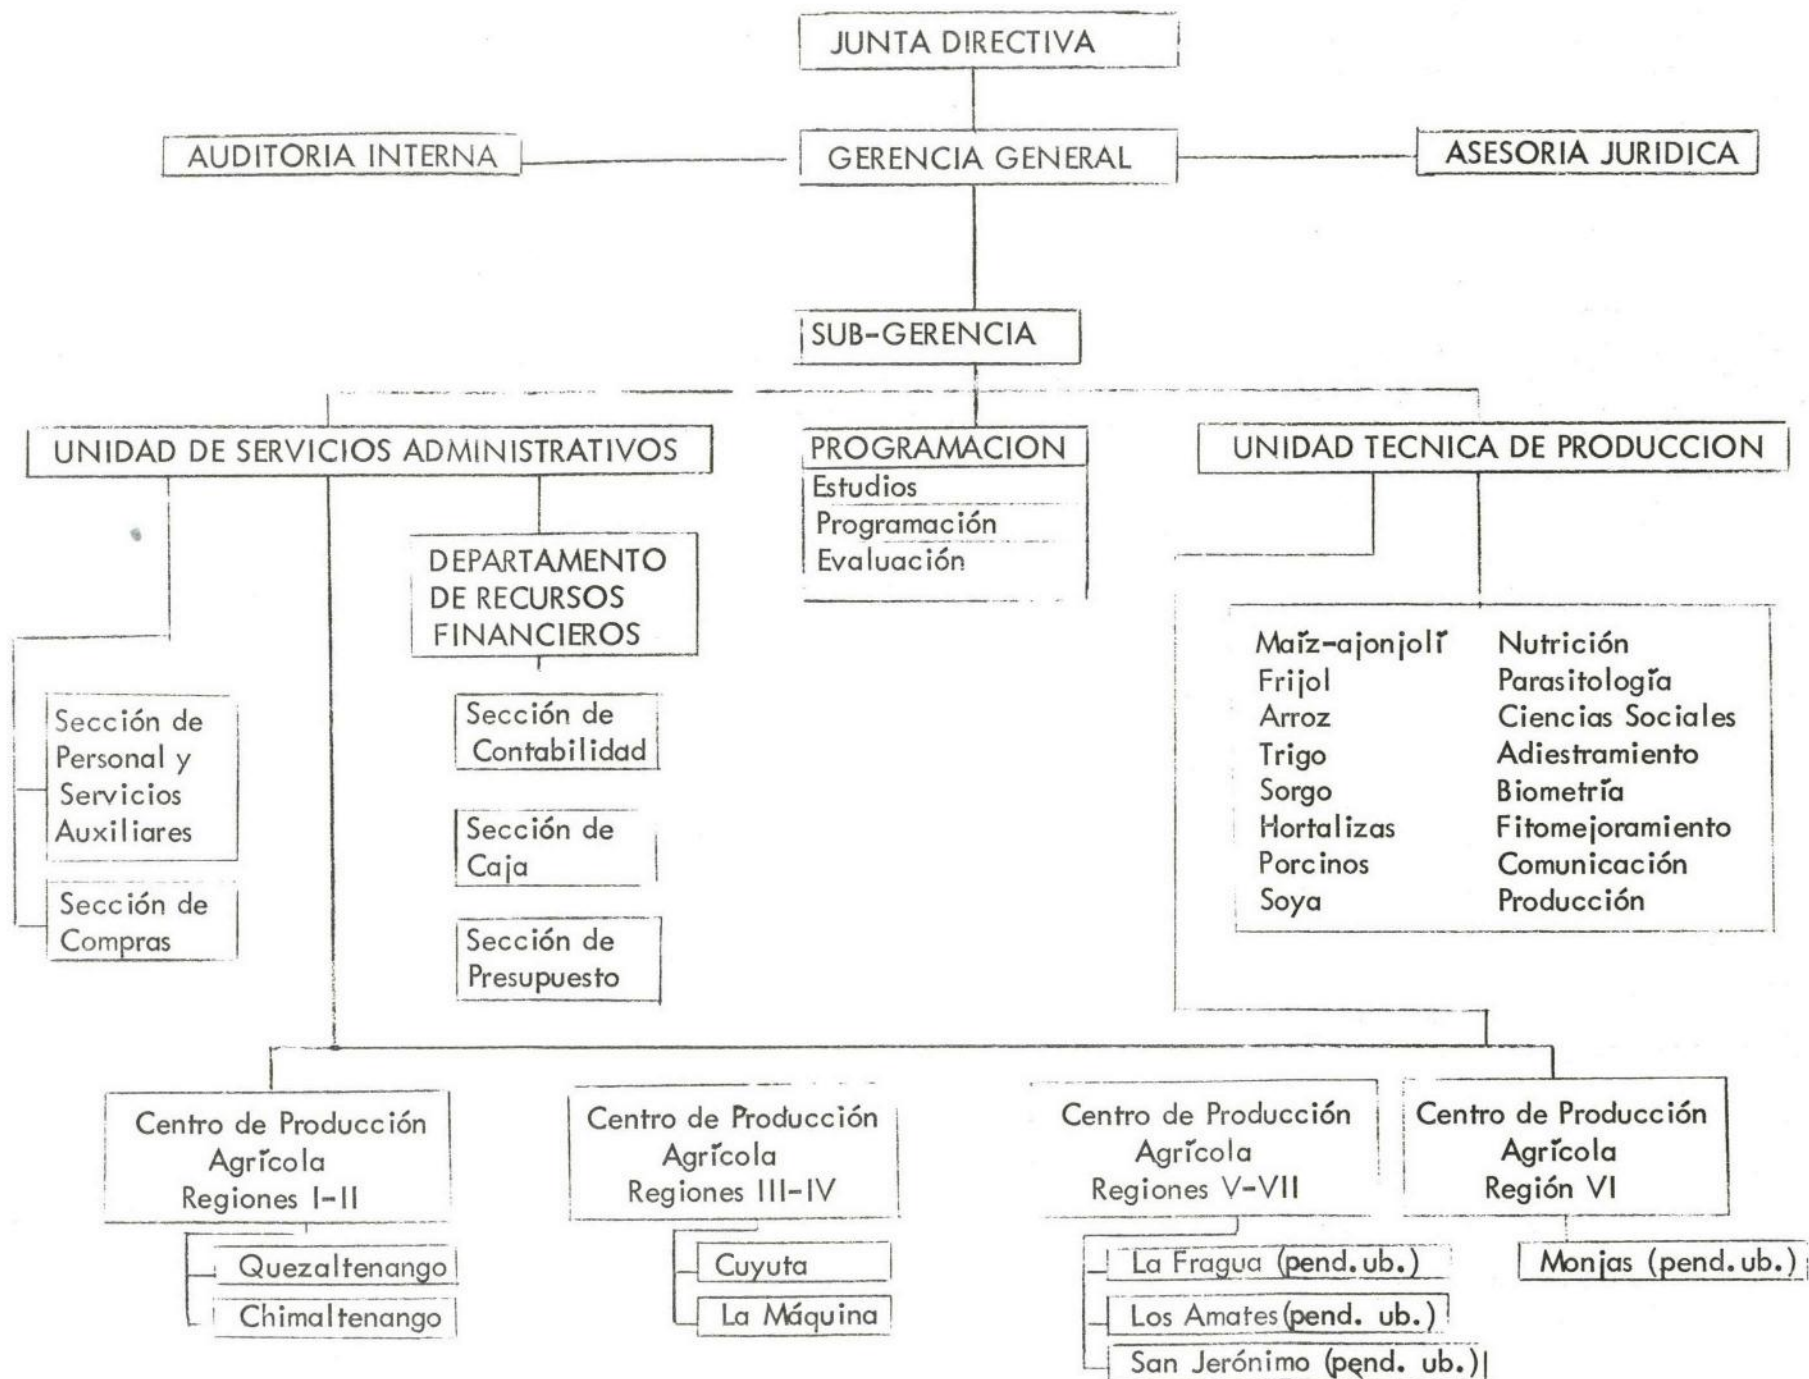 JUNTA DIRECTIVA
AUDITORIA INTERNA
GERENCIA GENERAL
ASESORIA JURIDICA
SUB-GERENCIA
UNIDAD DE SERVICIOS ADMINISTRATIVOS
PROGRAMACION
Estudios
Programación
Evaluación
UNIDAD TECNICA DE PRODUCCION
DEPARTAMENTO
DE RECURSOS
FINANCIEROS
Sección de
Personal y
Servicios
Auxiliares
Sección de
Compras
Sección de
Contabilidad
Sección de
Caja
Sección de
Presupuesto
Maíz-ajonjolí
Frijol
Arroz
Trigo
Sorgo
Hortalizas
Porcinos
Soya
Nutrición
Parasitología
Ciencias Sociales
Adiestramiento
Biometría
Fitomejoramiento
Comunicación
Producción
Centro de Producción
Agrícola
Regiones I-II
Quezaltenango
Chimaltenango
Centro de Producción
Agrícola
Regiones III-IV
Cuyuta
La Máquina
Centro de Producción
Agrícola
Regiones V-VII
La Fragua (pend.ub.)
Los Amates (pend. ub.)
San Jerónimo (pend. ub.)
Centro de Producción
Agrícola
Región VI
Monjas (pend.ub.)